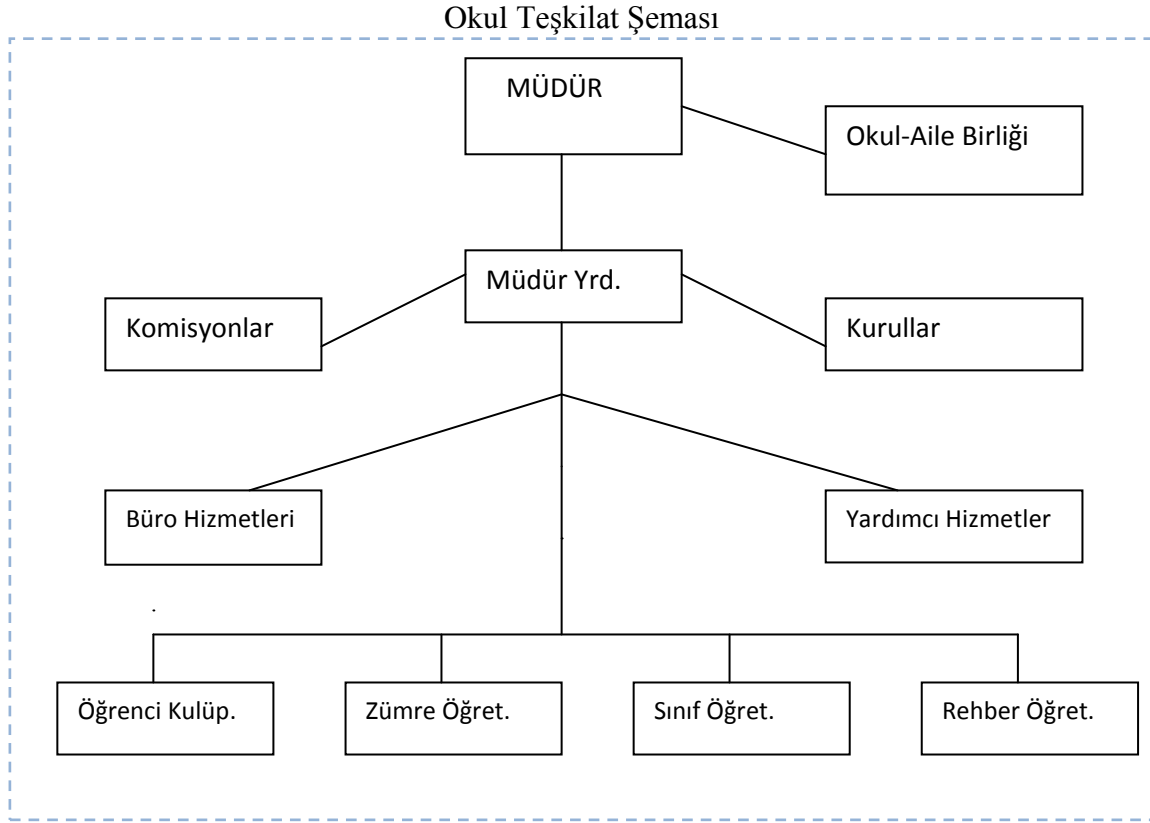 Okul Teşkilat Şeması
MÜDÜR
Okul-Aile Birliği
Müdür Yrd.
Komisyonlar
Kurullar
Büro Hizmetleri
Yardımcı Hizmetler
Öğrenci Kulüp.
Zümre Öğret.
Sınıf Öğret.
Rehber Öğret.